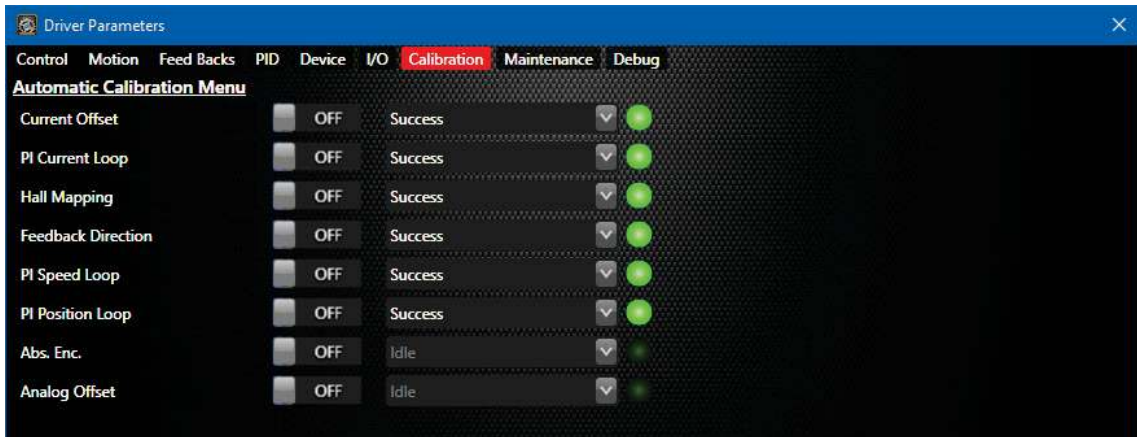 Driver Parameters
Control Motion Feed Backs PID Device I/O Calibration Maintenance Debug
Automatic Calibration Menu
Current Offset OFF Success
PI Current Loop OFF Success
Hall Mapping OFF Success
Feedback Direction OFF Success
PI Speed Loop OFF Success
PI Position Loop OFF Success
Abs. Enc. OFF Idle
Analog Offset OFF Idle